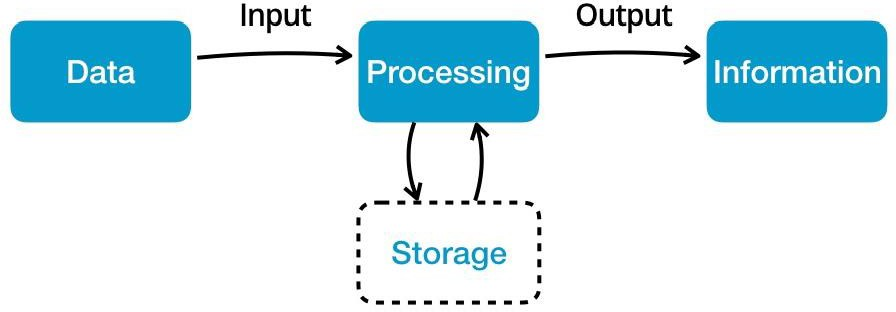 Input
Output
Data
Processing
Information
Storage